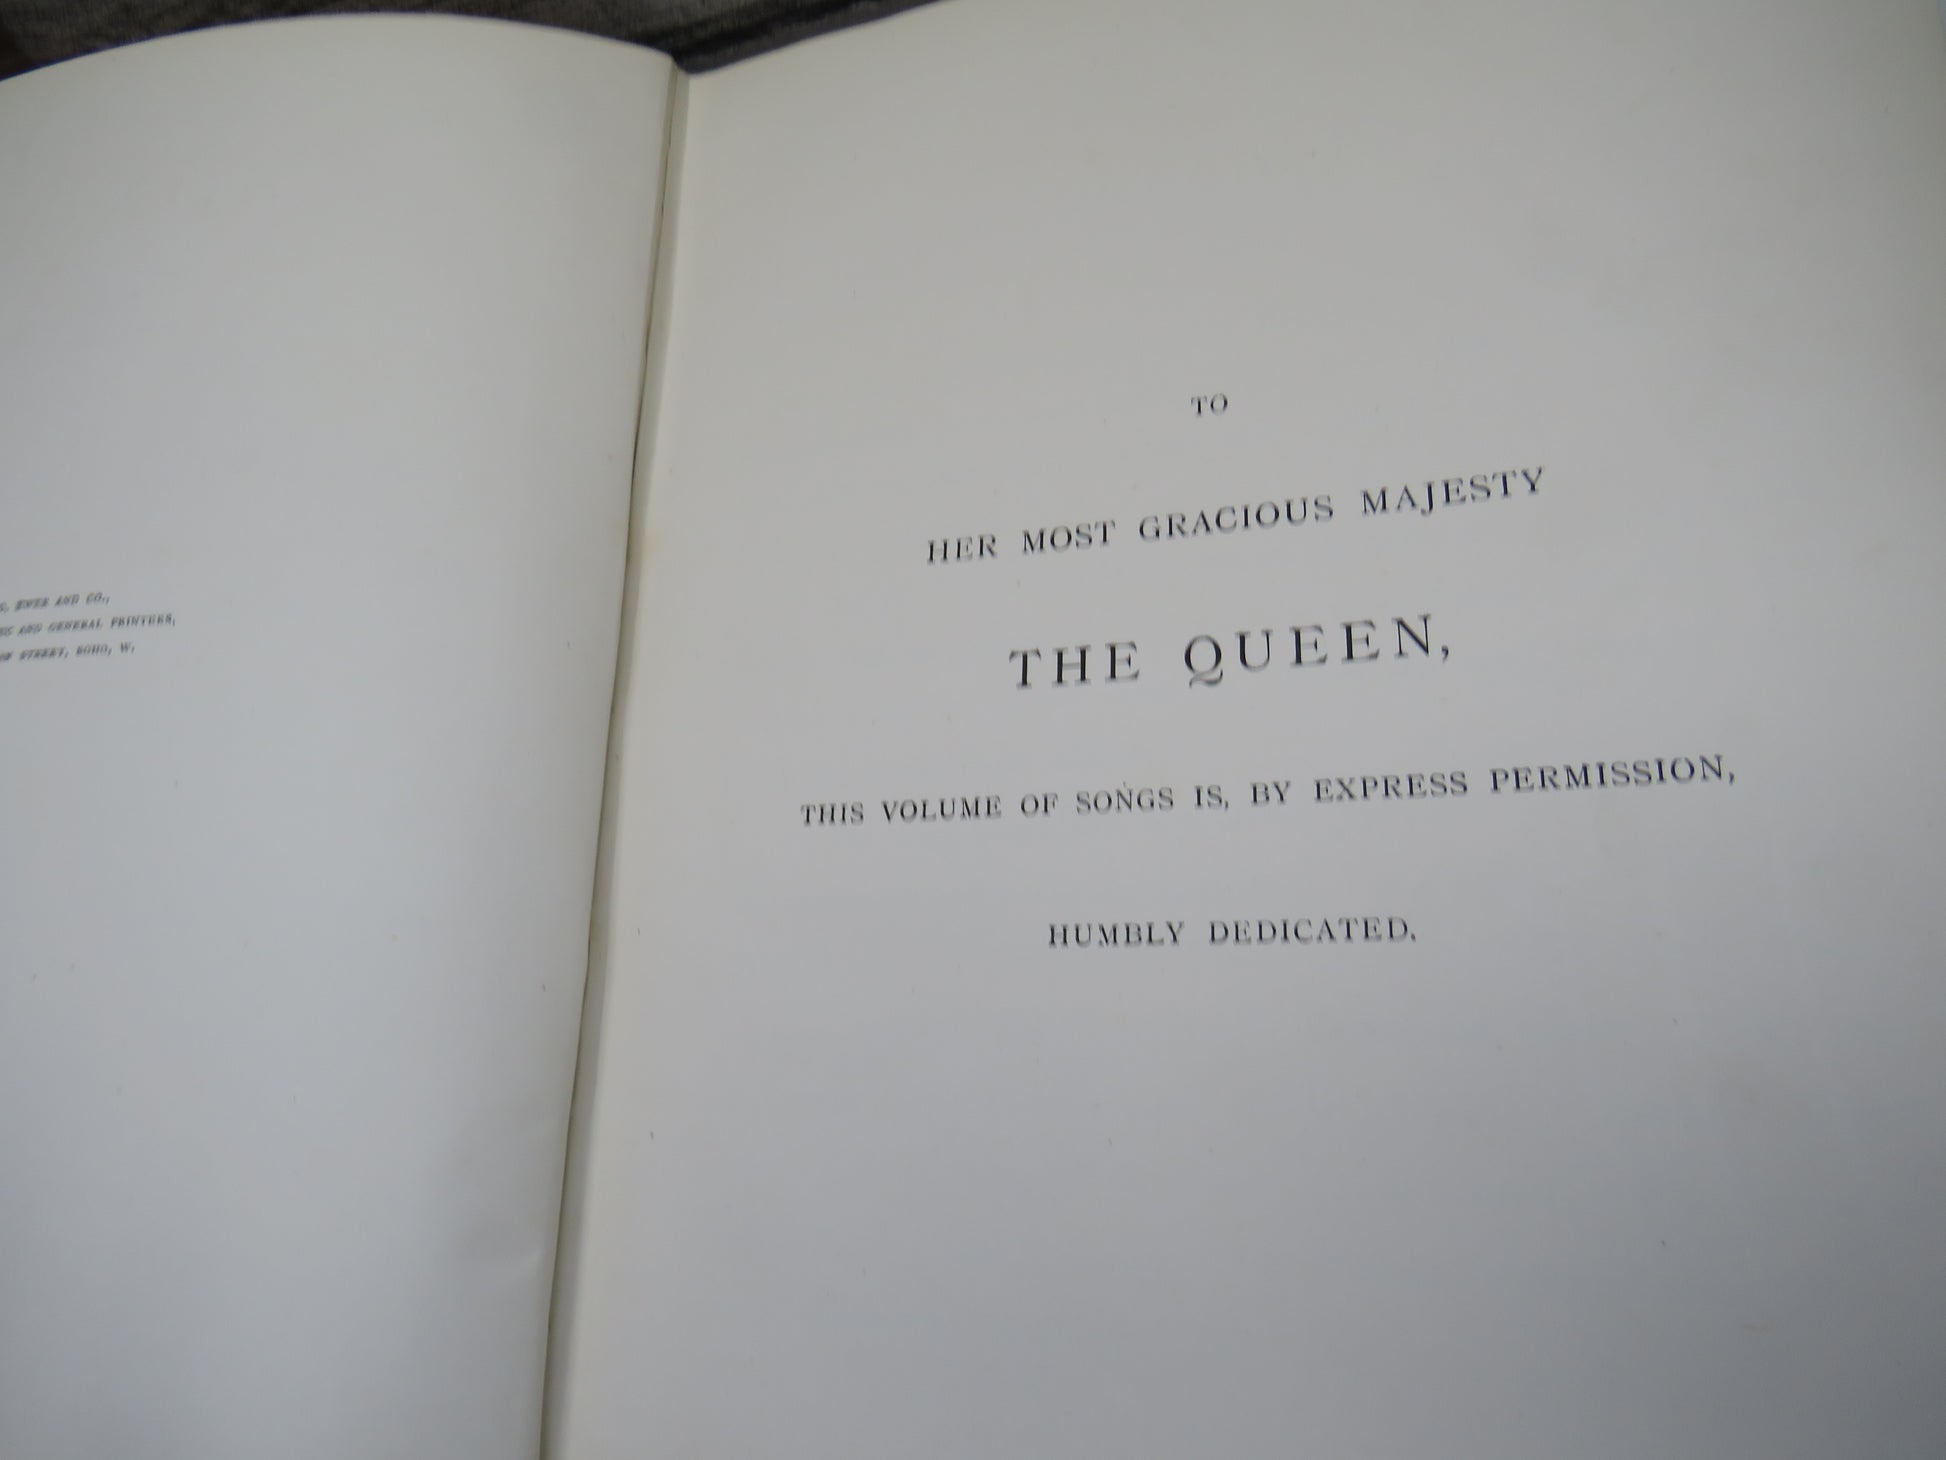 EWER AND CO.,
AND GENERAL PRINTERS,
STREET, SOHO, W.
TO
HER MOST GRACIOUS MAJESTY
THE QUEEN,
THIS VOLUME OF SONGS IS, BY EXPRESS PERMISSION,
HUMBLY DEDICATED.